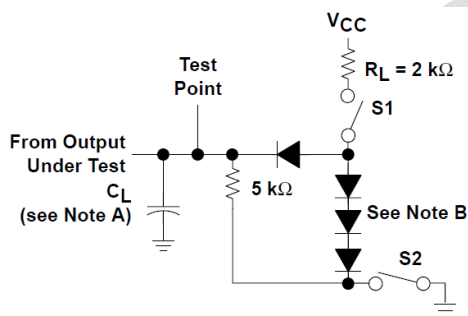 VCC
RL = 2 kΩ
S1
Test
Point
From Output
Under Test
CL
(see Note A)
5 kΩ
See Note B
S2